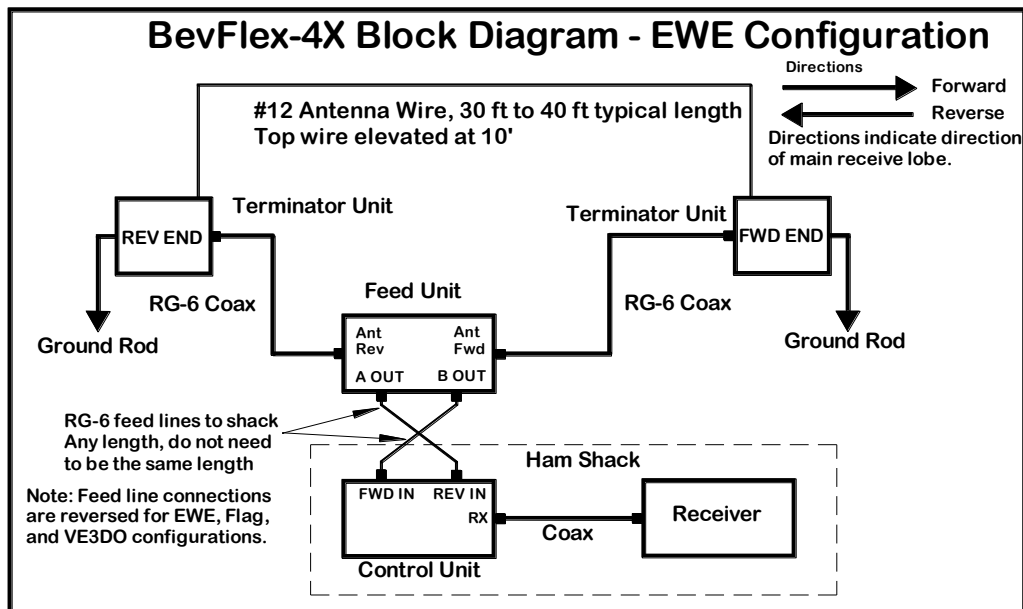 BevFlex-4X Block Diagram - EWE Configuration
Directions
Forward
Reverse
Directions indicate direction
of main receive lobe.
#12 Antenna Wire, 30 ft to 40 ft typical length
Top wire elevated at 10'
Terminator Unit
Terminator Unit
REV END
FWD END
RG-6 Coax
Feed Unit
RG-6 Coax
Ground Rod
Ground Rod
Ant
Rev
Ant
Fwd
A OUT
B OUT
RG-6 feed lines to shack
Any length, do not need
to be the same length
Ham Shack
Note: Feed line connections
are reversed for EWE, Flag,
and VE3DO configurations.
FWD IN
REV IN
RX
Coax
Receiver
Control Unit